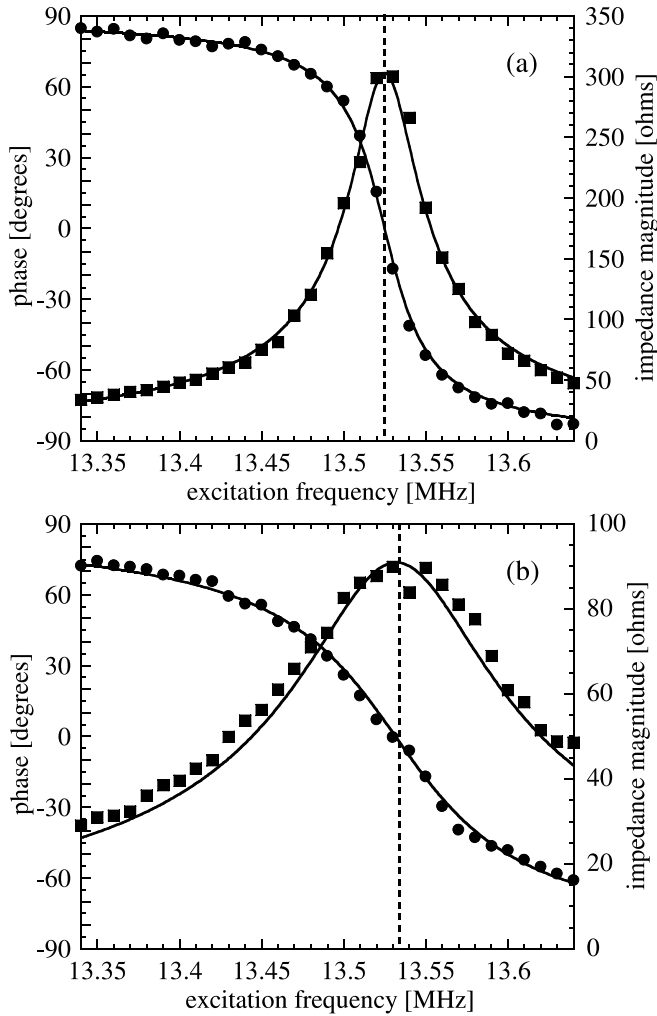 90
60
30
0
-30
-60
-90
phase [degrees]
(a)
350
300
250
200
150
100
50
0
impedance magnitude [ohms]
13.35 13.4 13.45 13.5 13.55 13.6
excitation frequency [MHz]
90
60
30
0
-30
-60
-90
phase [degrees]
(b)
100
80
60
40
20
0
impedance magnitude [ohms]
13.35 13.4 13.45 13.5 13.55 13.6
excitation frequency [MHz]